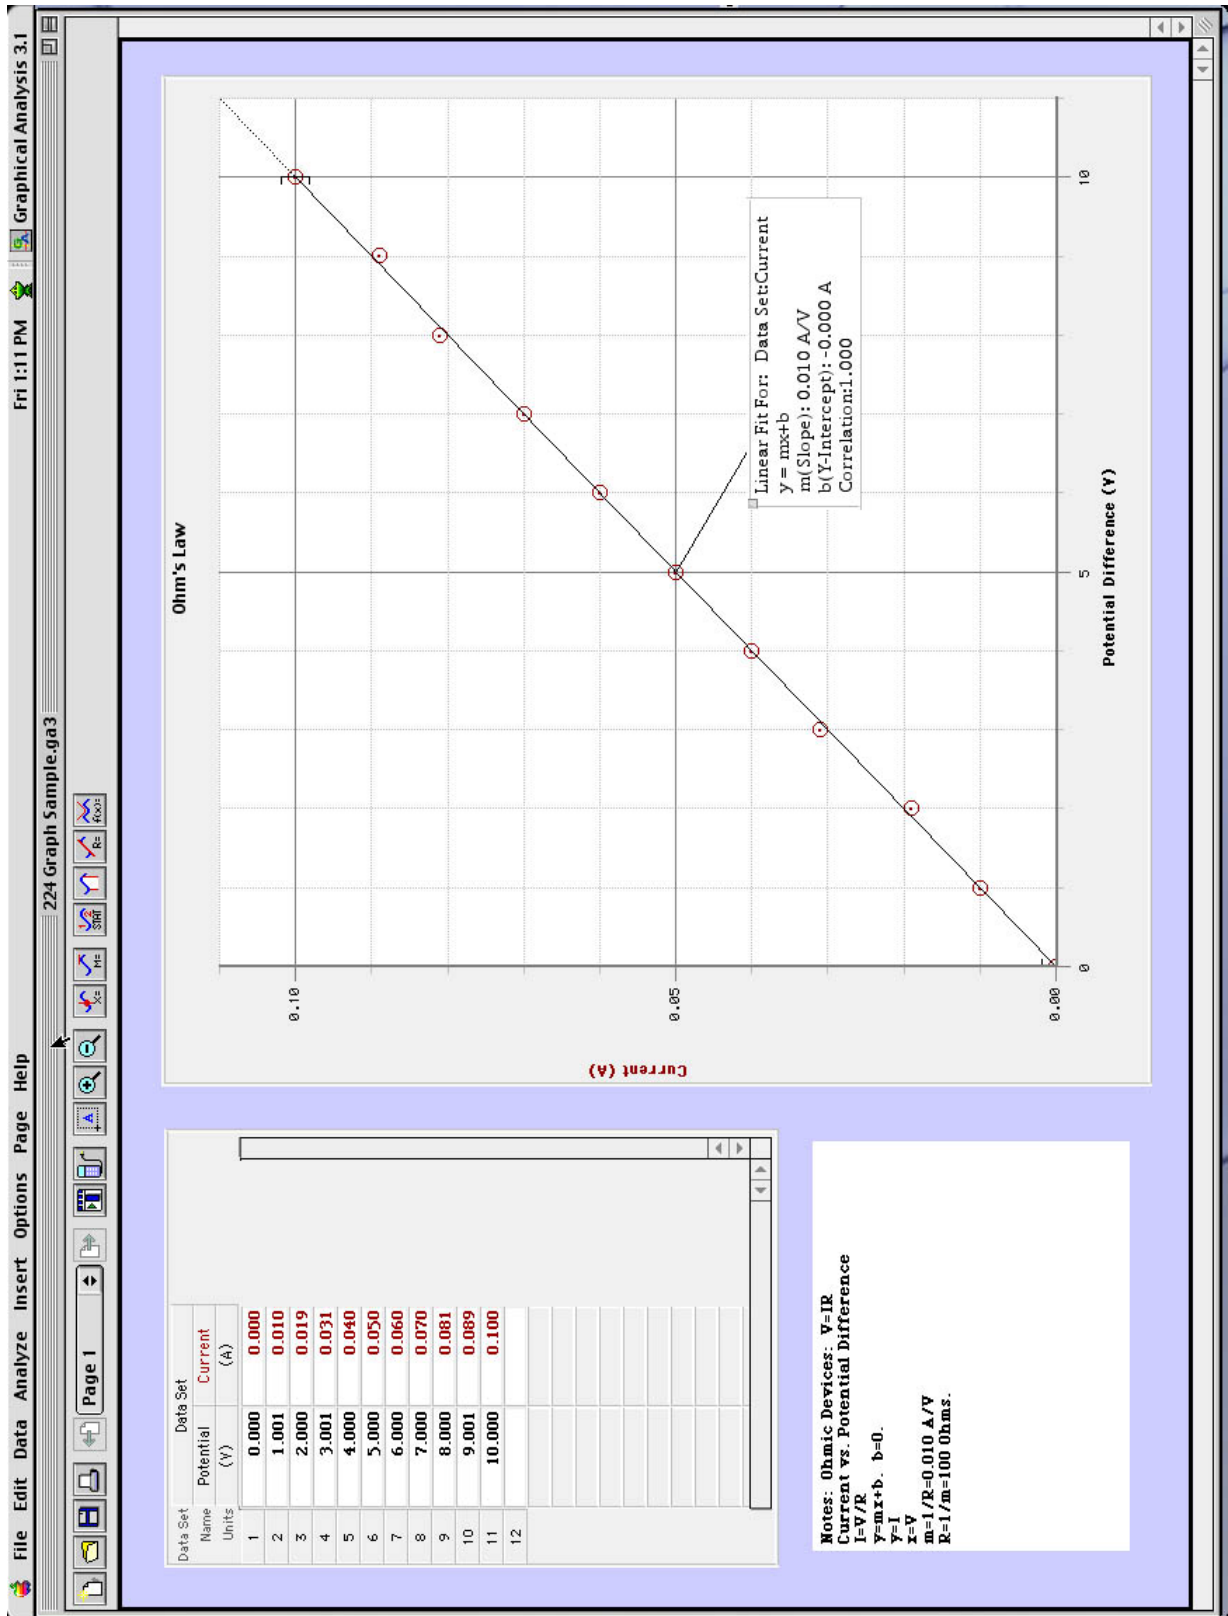 File Edit Data Analyze Insert Options Page Help Fri 1:11 PM Graphical Analysis 3.1
224 Graph Sample.ga3
Page 1
X= M= 1/2 STAT R= f(x)=
Data Set Data Set
Name Potential Current
Units (V) (A)
1 0.000 0.000
2 1.001 0.010
3 2.000 0.019
4 3.001 0.031
5 4.000 0.040
6 5.000 0.050
7 6.000 0.060
8 7.000 0.070
9 8.000 0.081
10 9.001 0.089
11 10.000 0.100
12
Notes: Ohmic Devices: V=IR
Current vs. Potential Difference
I=V/R
y=mx+b. b=0.
y=I
x=V
m=1/R=0.010 A/V
R=1/m=100 Ohms.
Ohm's Law
Current (A)
0.10
0.05
0.00
Linear Fit For: Data Set:Current
y = mx+b
m(Slope): 0.010 A/V
b(Y-Intercept): -0.000 A
Correlation:1.000
0 5 10
Potential Difference (V)